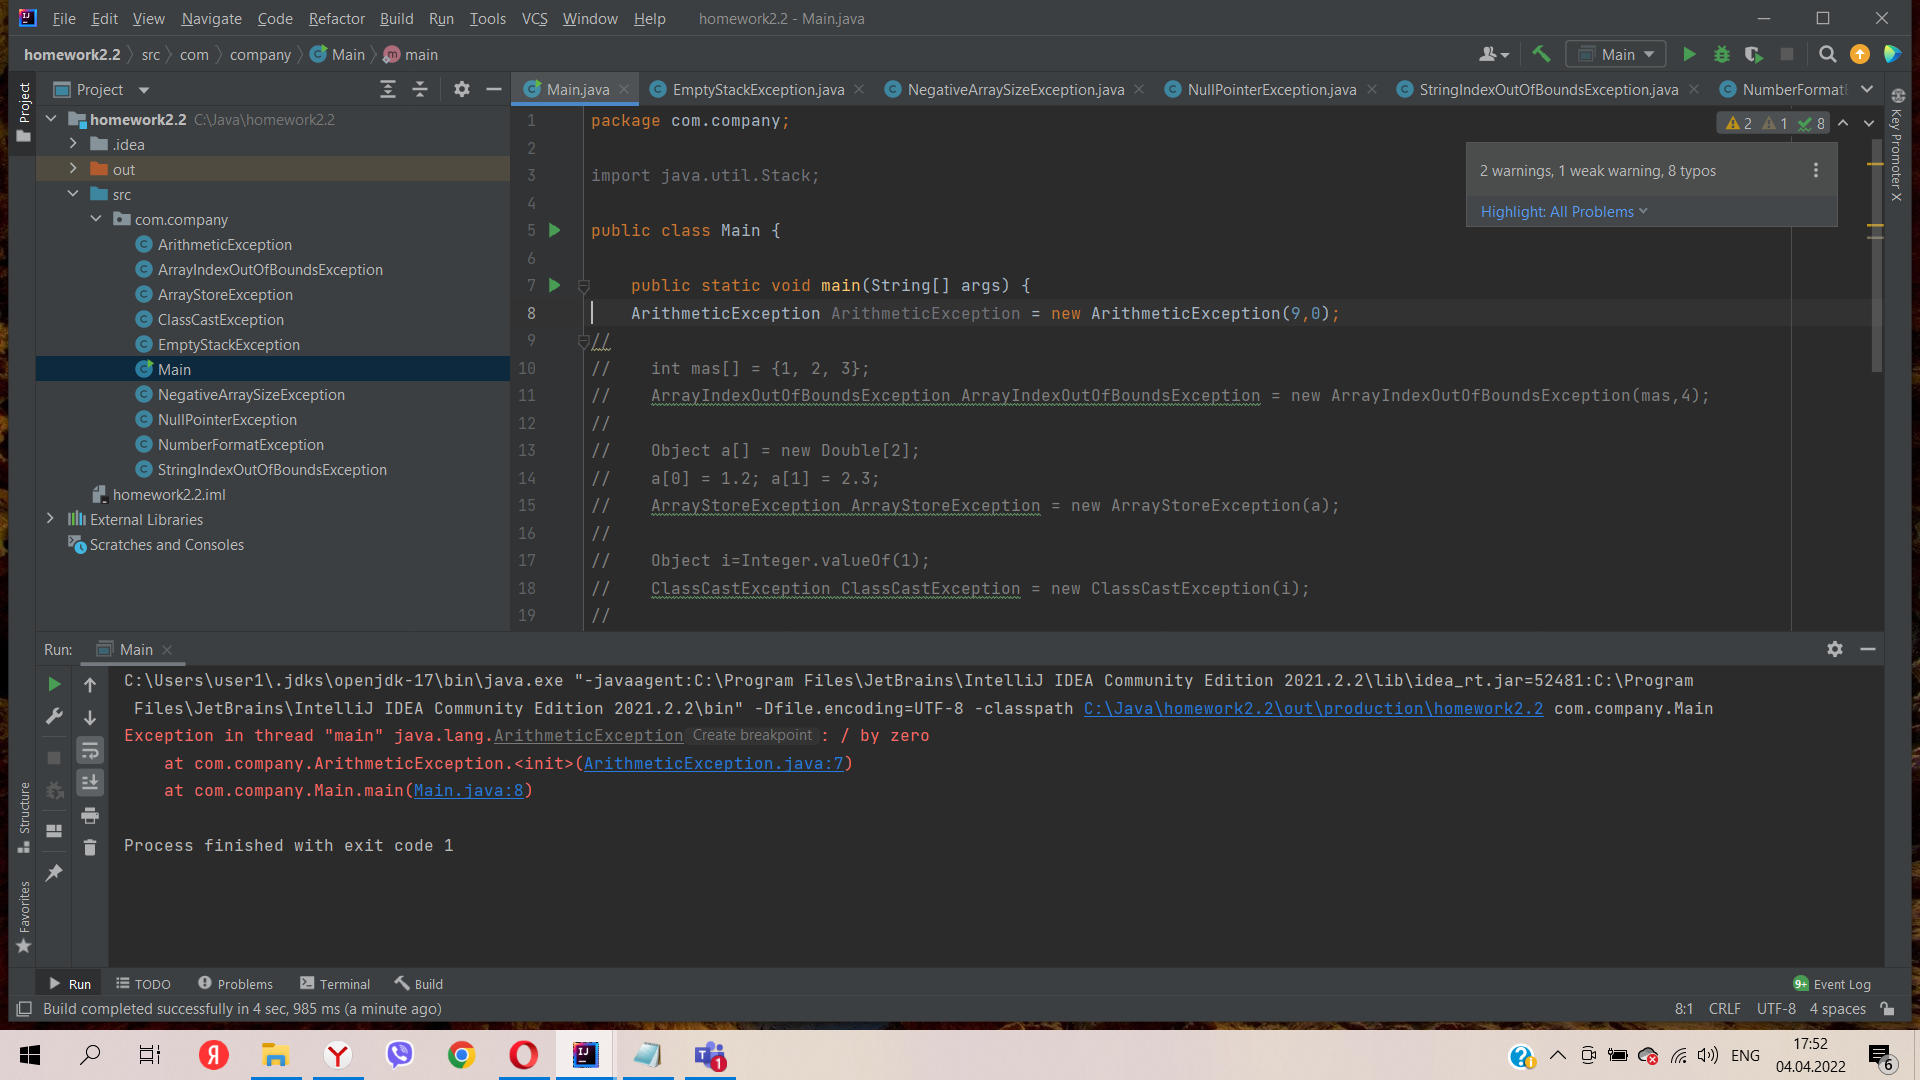 File Edit View Navigate Code Refactor Build Run Tools VCS Window Help homework2.2 - Main.java
homework2.2 src com company Main main
Main
Project
Main.java EmptyStackException.java NegativeArraySizeException.java NullPointerException.java StringIndexOutOfBoundsException.java NumberFormatE
Project
Key Promoter X
homework2.2 C:\Java\homework2.2
.idea
out
src
com.company
ArithmeticException
ArrayIndexOutOfBoundsException
ArrayStoreException
ClassCastException
EmptyStackException
Main
NegativeArraySizeException
NullPointerException
NumberFormatException
StringIndexOutOfBoundsException
homework2.2.iml
External Libraries
Scratches and Consoles
2 1 8
2 warnings, 1 weak warning, 8 typos
Highlight: All Problems
1 package com.company;
2
3 import java.util.Stack;
4
5 public class Main {
6
7 public static void main(String[] args) {
8 ArithmeticException ArithmeticException = new ArithmeticException(9,0);
9 //
10 // int mas[] = {1, 2, 3};
11 // ArrayIndexOutOfBoundsException ArrayIndexOutOfBoundsException = new ArrayIndexOutOfBoundsException(mas,4);
12 //
13 // Object a[] = new Double[2];
14 // a[0] = 1.2; a[1] = 2.3;
15 // ArrayStoreException ArrayStoreException = new ArrayStoreException(a);
16 //
17 // Object i=Integer.valueOf(1);
18 // ClassCastException ClassCastException = new ClassCastException(i);
19 //
Run: Main
C:\Users\user1\.jdks\openjdk-17\bin\java.exe "-javaagent:C:\Program Files\JetBrains\IntelliJ IDEA Community Edition 2021.2.2\lib\idea_rt.jar=52481:C:\Program
Files\JetBrains\IntelliJ IDEA Community Edition 2021.2.2\bin" -Dfile.encoding=UTF-8 -classpath C:\Java\homework2.2\out\production\homework2.2 com.company.Main
Exception in thread "main" java.lang.ArithmeticException Create breakpoint : / by zero
at com.company.ArithmeticException.<init>(ArithmeticException.java:7)
at com.company.Main.main(Main.java:8)
Process finished with exit code 1
Structure
Favorites
Run TODO Problems Terminal Build 9+ Event Log
Build completed successfully in 4 sec, 985 ms (a minute ago) 8:1 CRLF UTF-8 4 spaces
Я Y IJ 1 ENG
17:52
04.04.2022
6